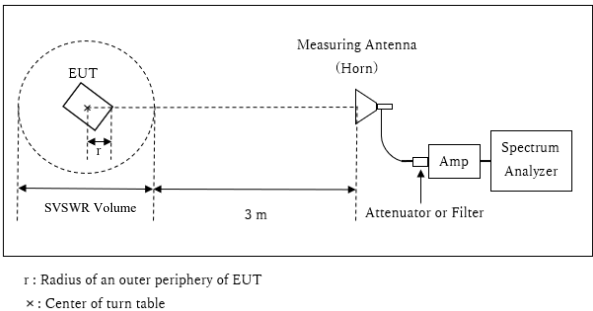 Measuring Antenna
(Horn)
EUT
r
Amp
Spectrum
Analyzer
SVSWR Volume
3 m
Attenuator or Filter
r : Radius of an outer periphery of EUT
× : Center of turn table